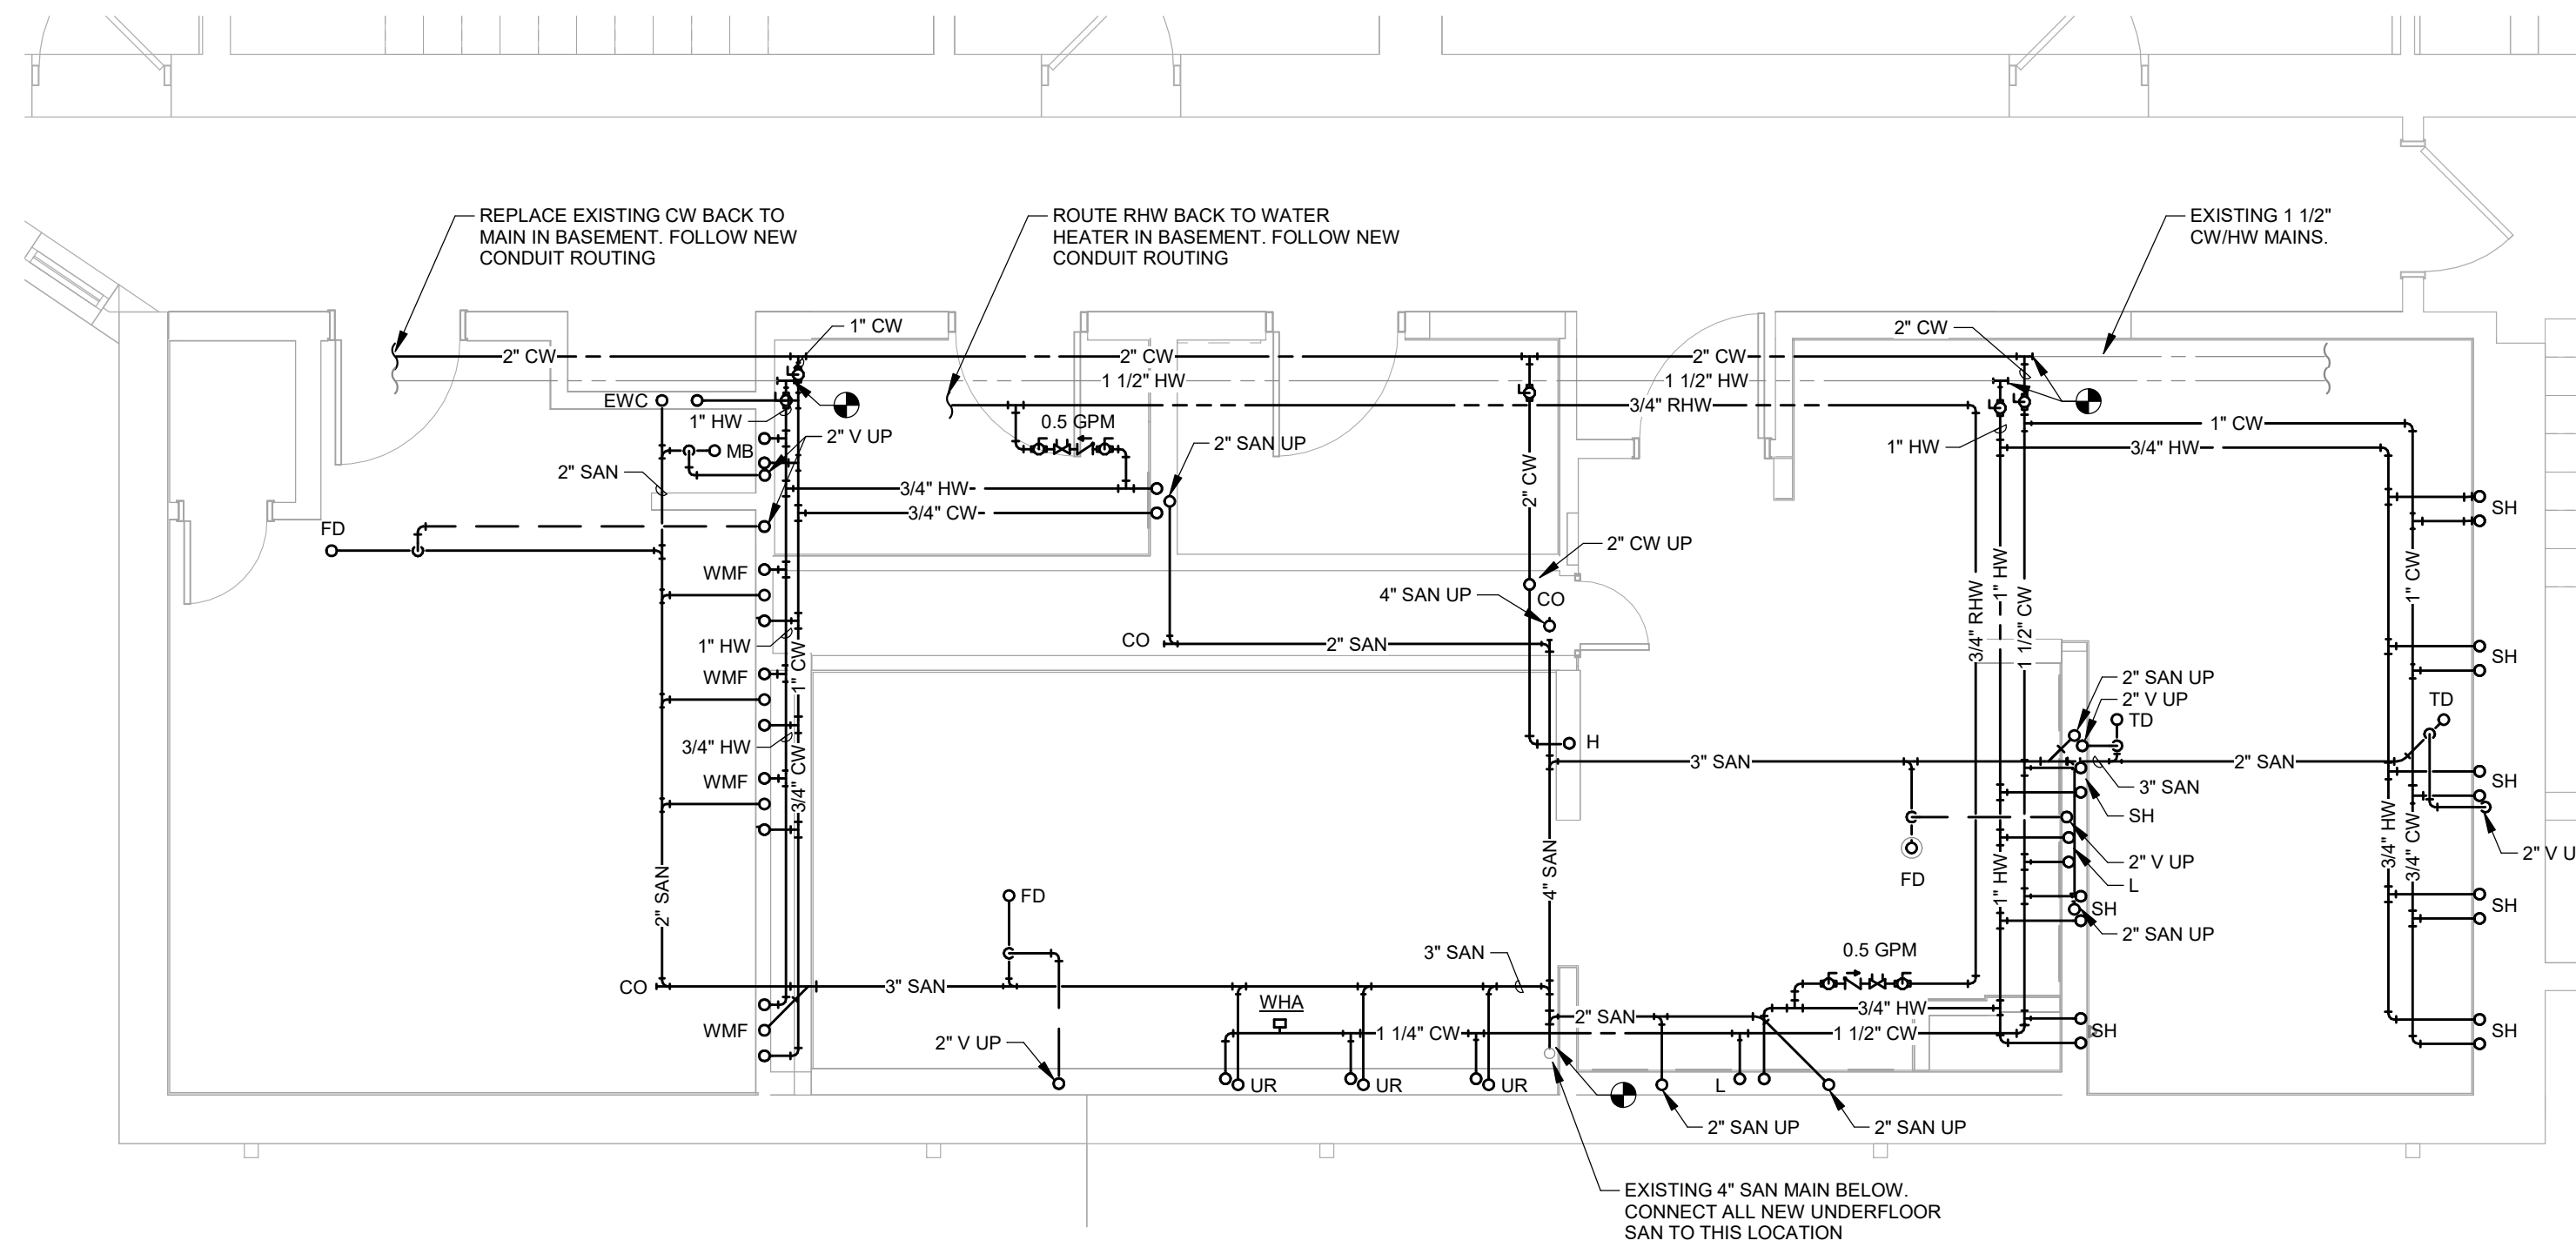 REPLACE EXISTING CW BACK TO
MAIN IN BASEMENT. FOLLOW NEW
CONDUIT ROUTING
ROUTE RHW BACK TO WATER
HEATER IN BASEMENT. FOLLOW NEW
CONDUIT ROUTING
EXISTING 1 1/2"
CW/HW MAINS.
1" CW
2" CW
2" CW
2" CW
2" CW
1 1/2" HW
1 1/2" HW
EWC
3/4" RHW
1" HW
0.5 GPM
1" CW
2" V UP
2" SAN UP
1" HW
3/4" HW
MB
2" SAN
2" CW
3/4" HW
3/4" CW
SH
FD
2" CW UP
WMF
4" SAN UP
CO
1" HW
1" CW
3/4" RHW
1 1/2" CW
CO
2" SAN
1" HW
1" CW
SH
WMF
2" SAN UP
2" V UP
TD
TD
3/4" HW
H
3" SAN
2" SAN
WMF
3/4" CW
3" SAN
SH
SH
3/4" HW
3/4" CW
2" V UP
2" V U
L
2" SAN
4" SAN
FD
1" HW
FD
SH
SH
2" SAN UP
3" SAN
0.5 GPM
CO
3" SAN
WHA
2" SAN
3/4" HW
WMF
1 1/4" CW
1 1/2" CW
SH
SH
2" V UP
UR
UR
UR
L
2" SAN UP
2" SAN UP
EXISTING 4" SAN MAIN BELOW.
CONNECT ALL NEW UNDERFLOOR
SAN TO THIS LOCATION